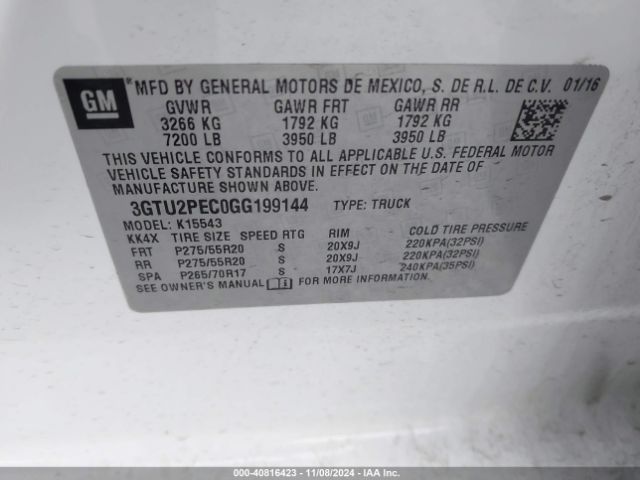 GM ® MFD BY GENERAL MOTORS DE MEXICO, S. DE R.L. DE C.V. 01/16
GVWR GAWR FRT GAWR RR
3266 KG 1792 KG 1792 KG
7200 LB 3950 LB 3950 LB
THIS VEHICLE CONFORMS TO ALL APPLICABLE U.S. FEDERAL MOTOR
VEHICLE SAFETY STANDARDS IN EFFECT ON THE DATE OF
MANUFACTURE SHOWN ABOVE.
3GTU2PEC0GG199144 TYPE: TRUCK
MODEL: K15543
KK4X TIRE SIZE SPEED RTG RIM COLD TIRE PRESSURE
FRT P275/55R20 S 20X9J 220KPA(32PSI)
RR P275/55R20 S 20X9J 220KPA(32PSI)
SPA P265/70R17 S 17X7J 240KPA(35PSI)
SEE OWNER'S MANUAL FOR MORE INFORMATION.
000-40816423 - 11/08/2024 - IAA Inc.